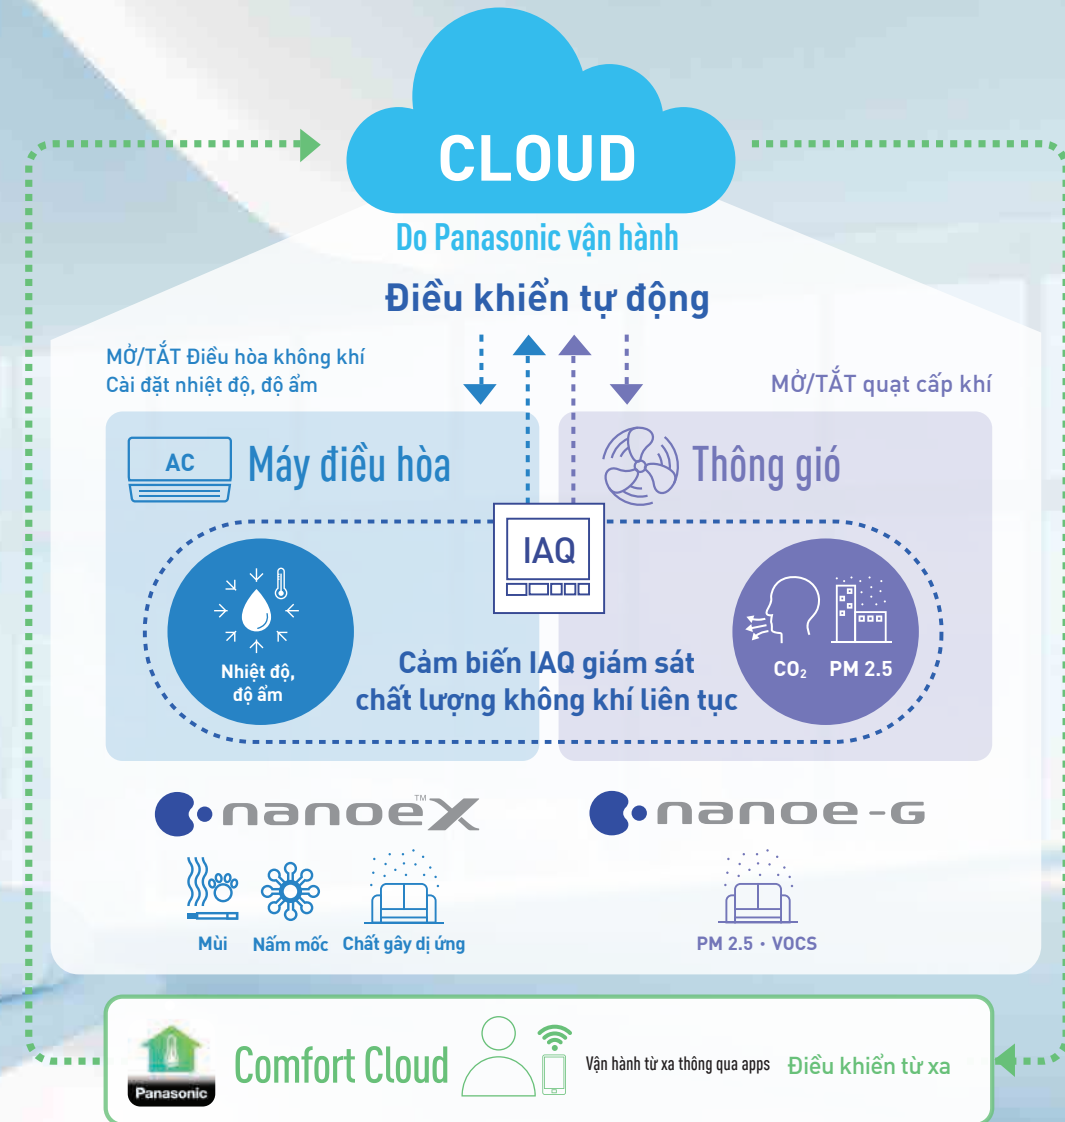 CLOUD
Do Panasonic vận hành
Điều khiển tự động
MỞ/TẮT Điều hòa không khí
Cài đặt nhiệt độ, độ ẩm
MỞ/TẮT quạt cấp khí
AC
Máy điều hòa
Thông gió
IAQ
Nhiệt độ,
độ ẩm
Cảm biến IAQ giám sát
chất lượng không khí liên tục
CO₂
PM 2.5
nanoe™X
nanoe-G
Mùi
Nấm mốc
Chất gây dị ứng
PM 2.5 · VOCS
Panasonic
Comfort Cloud
Vận hành từ xa thông qua apps
Điều khiển từ xa